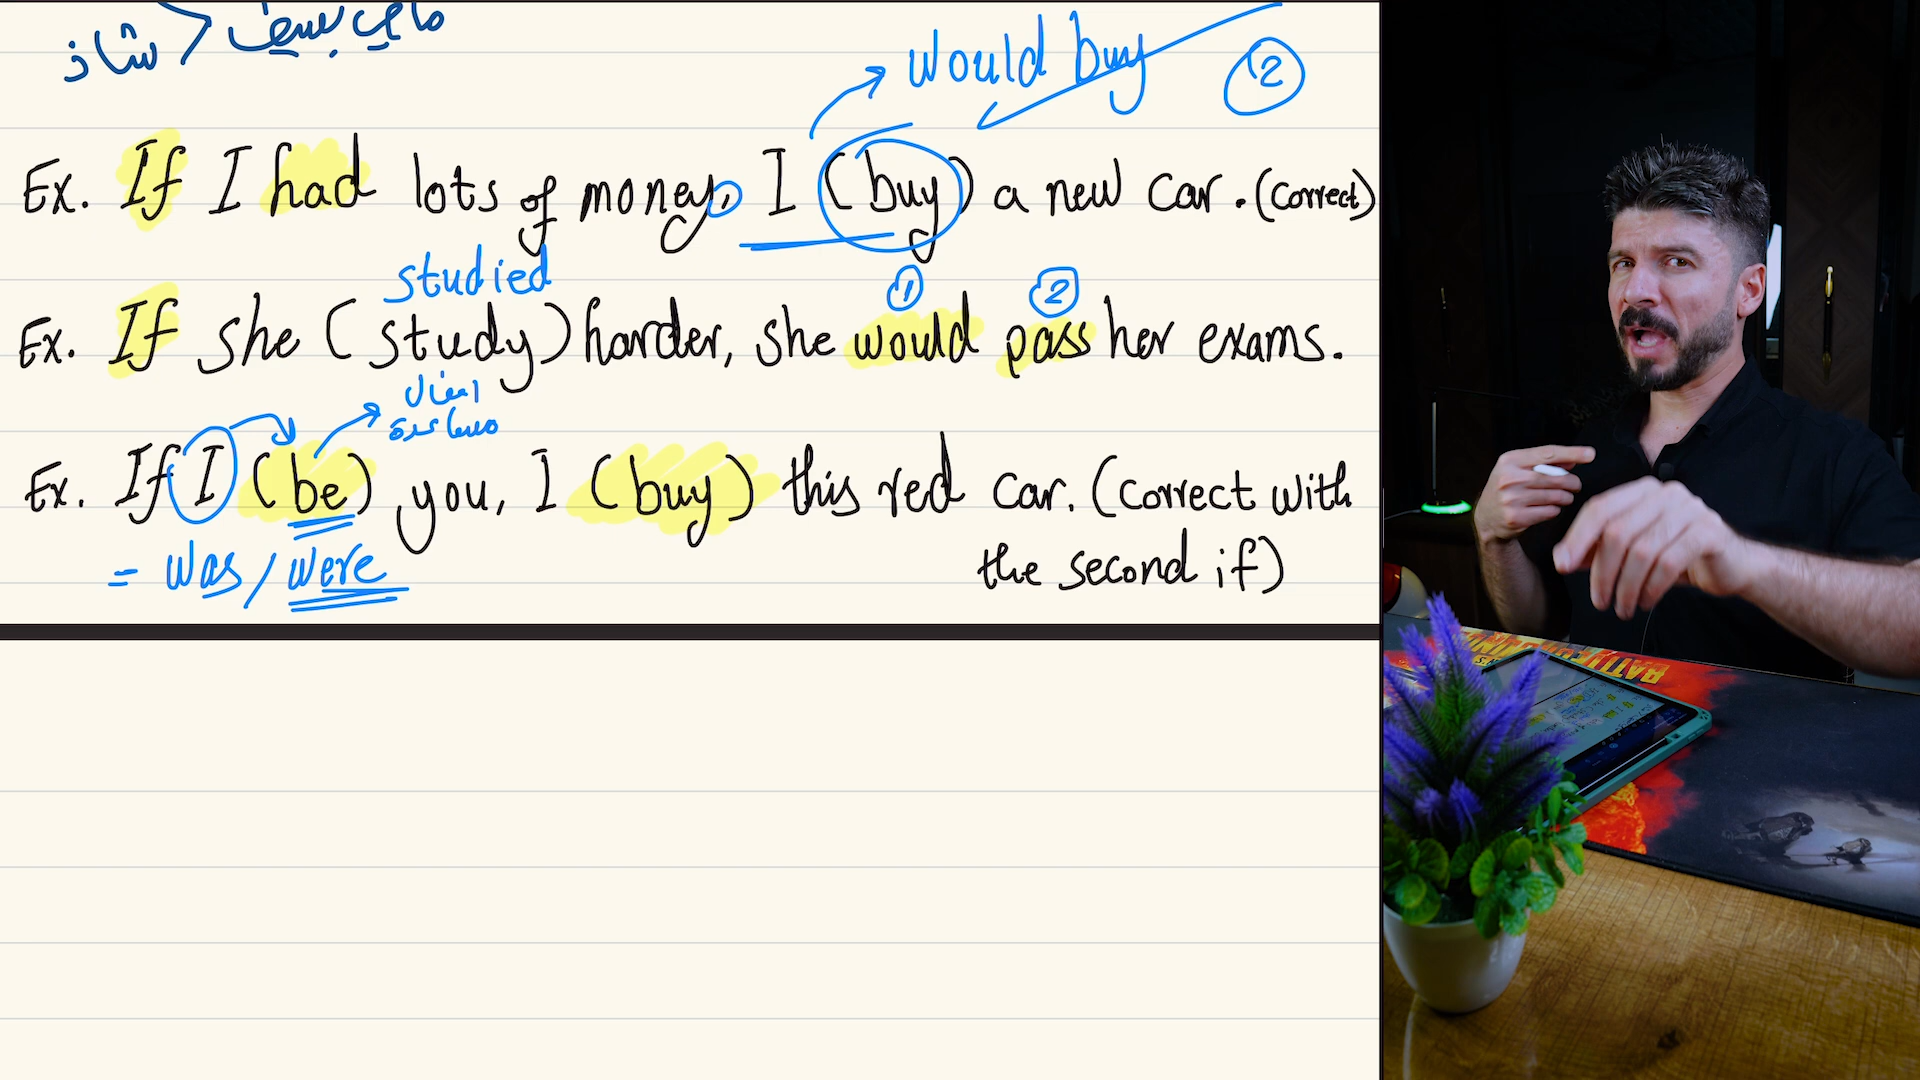 ماضي بسيط < شاذ
would buy ②
Ex. If I had lots of money, I (buy) a new car. (correct)
studied ① ②
Ex. If she (study) harder, she would pass her exams.
افعال
مساعدة
Ex. If I (be) you, I (buy) this red car. (correct with
the second if)
= was / were
BATTLEGROUNDS